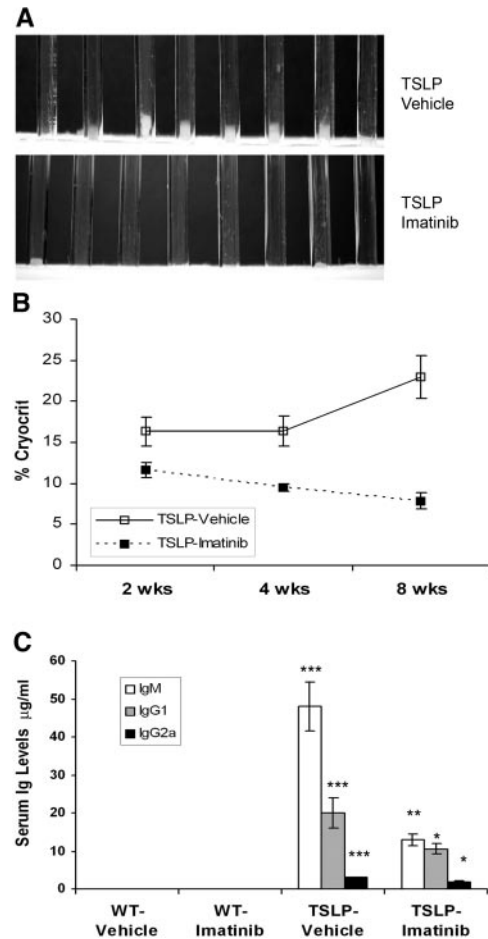 A
TSLP
Vehicle
TSLP
Imatinib
B
30
25
20
15
10
5
0
% Cryocrit
TSLP-Vehicle
TSLP-Imatinib
2 wks 4 wks 8 wks
C
60
50
40
30
20
10
0
Serum Ig Levels µg/ml
IgM
IgG1
IgG2a
***
***
***
**
*
*
WT-Vehicle WT-Imatinib TSLP-Vehicle TSLP-Imatinib